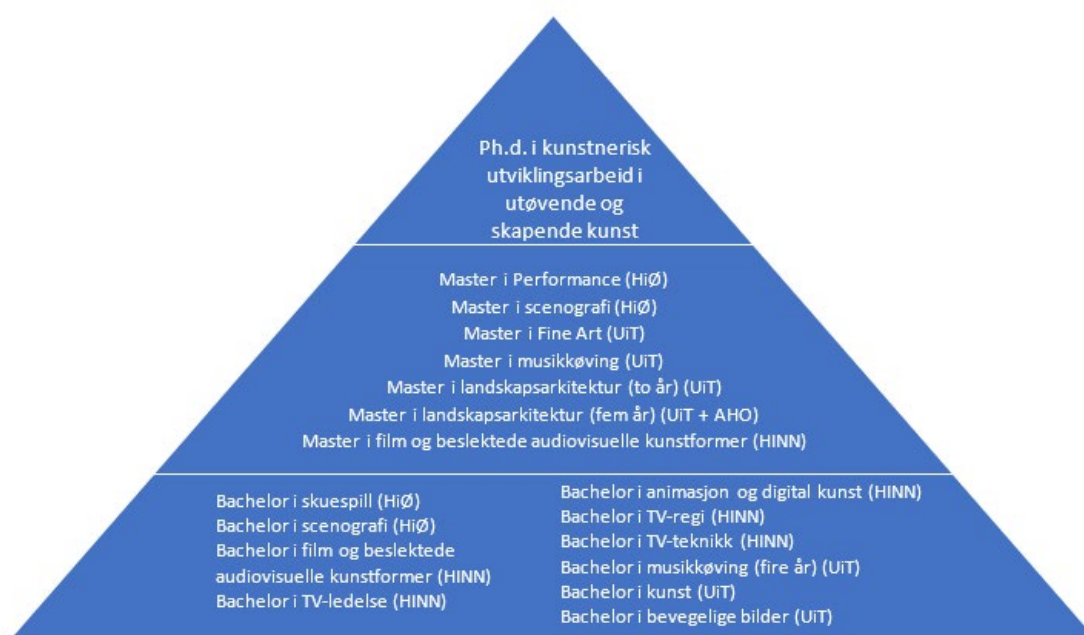 Ph.d. i kunstnerisk
utviklingsarbeid i
utøvende og
skapende kunst
Master i Performance (HiØ)
Master i scenografi (HiØ)
Master i Fine Art (UiT)
Master i musikkøving (UiT)
Master i landskapsarkitektur (to år) (UiT)
Master i landskapsarkitektur (fem år) (UiT + AHO)
Master i film og beslektede audiovisuelle kunstformer (HINN)
Bachelor i skuespill (HiØ)
Bachelor i scenografi (HiØ)
Bachelor i film og beslektede
audiovisuelle kunstformer (HINN)
Bachelor i TV-ledelse (HINN)
Bachelor i animasjon og digital kunst (HINN)
Bachelor i TV-regi (HINN)
Bachelor i TV-teknikk (HINN)
Bachelor i musikkøving (fire år) (UiT)
Bachelor i kunst (UiT)
Bachelor i bevegelige bilder (UiT)